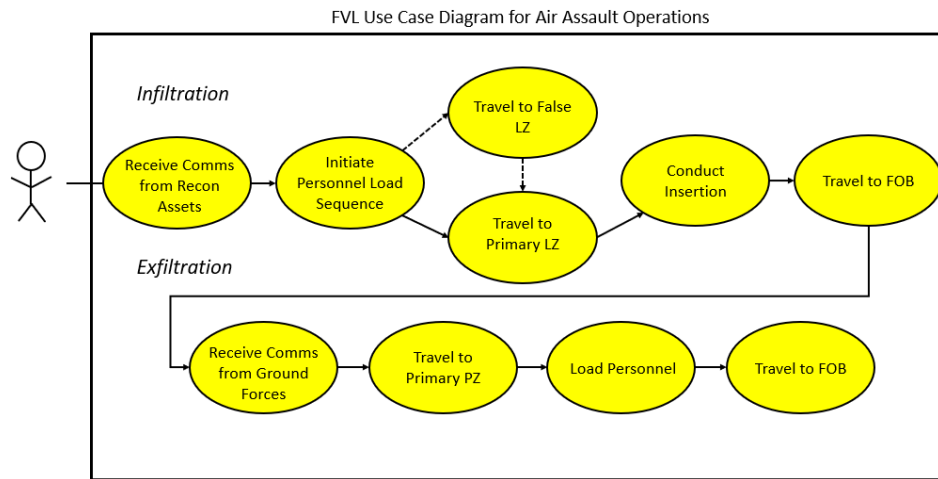 FVL Use Case Diagram for Air Assault Operations
Infiltration
Travel to False
LZ
Receive Comms
from Recon
Assets
Initiate
Personnel Load
Sequence
Travel to
Primary LZ
Conduct
Insertion
Travel to FOB
Exfiltration
Receive Comms
from Ground
Forces
Travel to
Primary PZ
Load Personnel
Travel to FOB